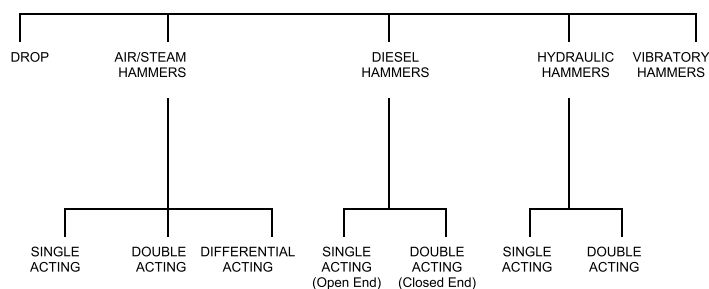 DROP
AIR/STEAM
HAMMERS
DIESEL
HAMMERS
HYDRAULIC
HAMMERS
VIBRATORY
HAMMERS
SINGLE
ACTING
DOUBLE
ACTING
DIFFERENTIAL
ACTING
SINGLE
ACTING
(Open End)
DOUBLE
ACTING
(Closed End)
SINGLE
ACTING
DOUBLE
ACTING